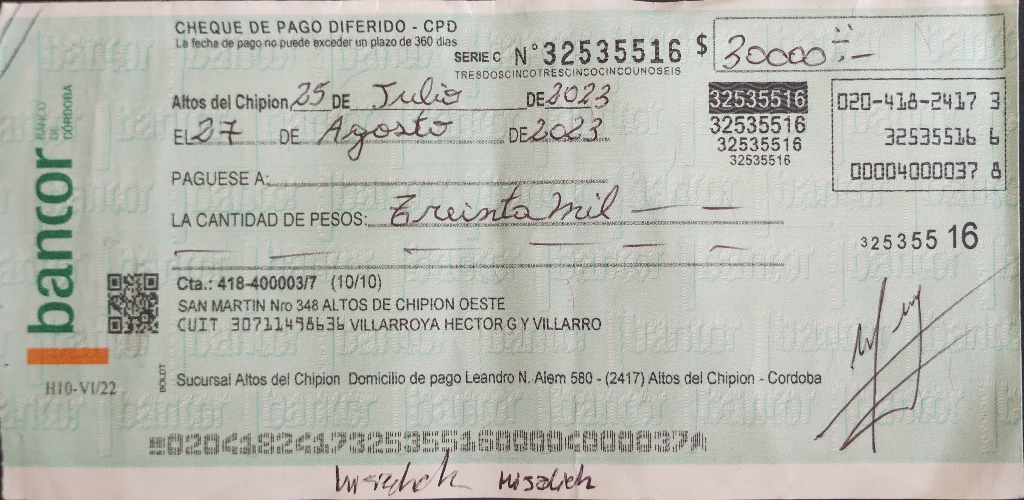 CHEQUE DE PAGO DIFERIDO - CPD
La fecha de pago no puede exceder un plazo de 360 días
SERIE C N° 32535516 $ 30000
TRESDOSCINCOTRESCINCOCINCOUNOSEIS
Altos del Chipion, 25 DE Julio DE 2023
EL 27 DE Agosto DE 2023
32535516
32535516
32535516
32535516
020-418-2417 3
32535516 6
00004000037 8
PAGUESE A:
LA CANTIDAD DE PESOS: Treinta mil
32535516
bancor
BANCO DE CÓRDOBA
Cta.: 418-400003/7 (10/10)
SAN MARTIN Nro 348 ALTOS DE CHIPION OESTE
CUIT 30711498636 VILLARROYA HECTOR G Y VILLARRO
H10-VI/22
BOLDT
Sucursal Altos del Chipion Domicilio de pago Leandro N. Alem 580 - (2417) Altos del Chipion - Cordoba